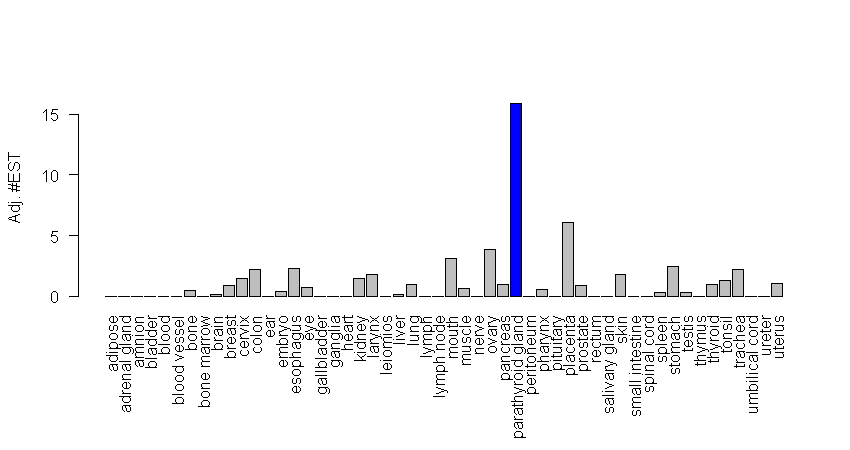 Adj. #EST
15
10
5
0
adipose
adrenal gland
amnion
bladder
blood
blood vessel
bone
bone marrow
brain
breast
cervix
colon
ear
embryo
esophagus
eye
gallbladder
ganglia
heart
kidney
larynx
leiomios
liver
lung
lymph
lymph node
mouth
muscle
nerve
ovary
pancreas
parathyroid gland
peritoneum
pharynx
pituitary
placenta
prostate
rectum
salivary gland
skin
small intestine
spinal cord
spleen
stomach
testis
thymus
thyroid
tonsil
trachea
umbilical cord
ureter
uterus